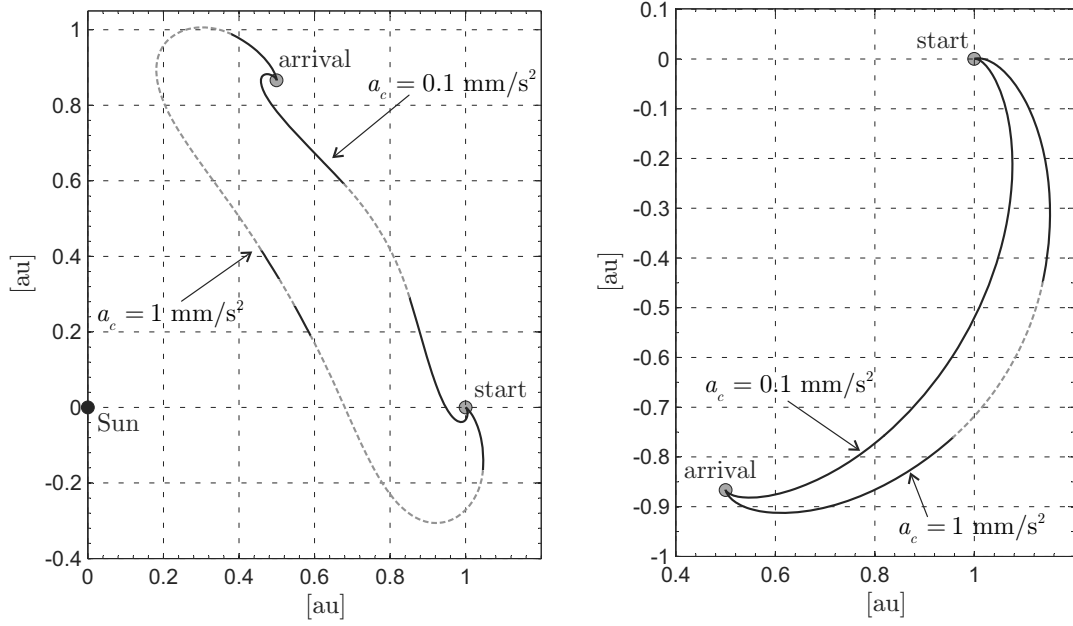 1
0.8
0.6
0.4
0.2
0
-0.2
-0.4
[au]
0
0.2
0.4
0.6
0.8
1
[au]
arrival
a_c = 0.1 mm/s²
a_c = 1 mm/s²
start
Sun
0.1
0
-0.1
-0.2
-0.3
-0.4
-0.5
-0.6
-0.7
-0.8
-0.9
-1
[au]
0.4
0.6
0.8
1
[au]
start
a_c = 0.1 mm/s²
arrival
a_c = 1 mm/s²